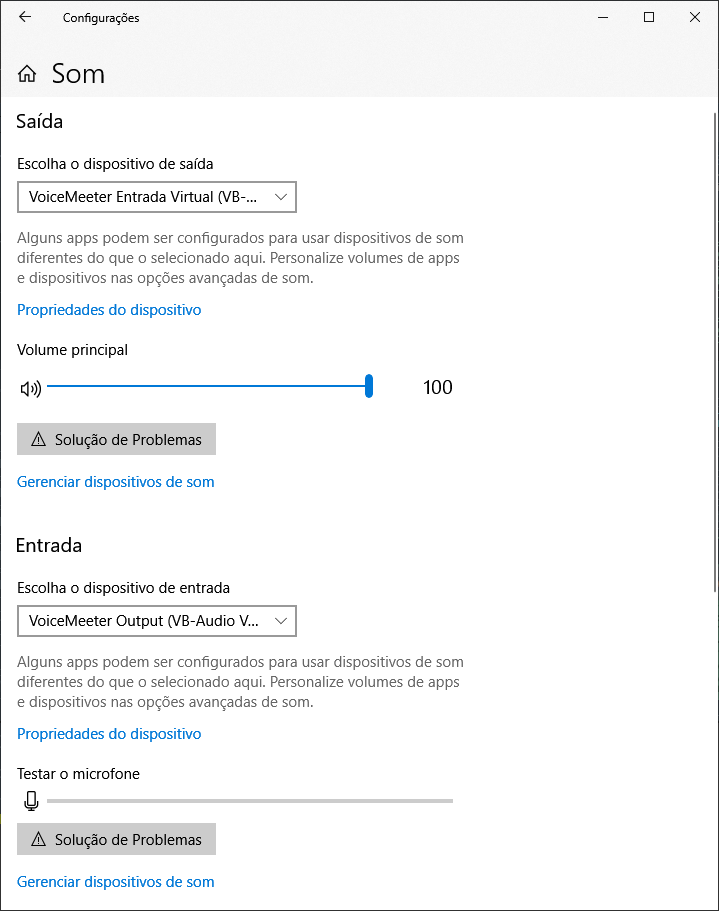 Configurações
Som
Saída
Escolha o dispositivo de saída
VoiceMeeter Entrada Virtual (VB-...
Alguns apps podem ser configurados para usar dispositivos de som
diferentes do que o selecionado aqui. Personalize volumes de apps
e dispositivos nas opções avançadas de som.
Propriedades do dispositivo
Volume principal
100
Solução de Problemas
Gerenciar dispositivos de som
Entrada
Escolha o dispositivo de entrada
VoiceMeeter Output (VB-Audio V...
Alguns apps podem ser configurados para usar dispositivos de som
diferentes do que o selecionado aqui. Personalize volumes de apps
e dispositivos nas opções avançadas de som.
Propriedades do dispositivo
Testar o microfone
Solução de Problemas
Gerenciar dispositivos de som